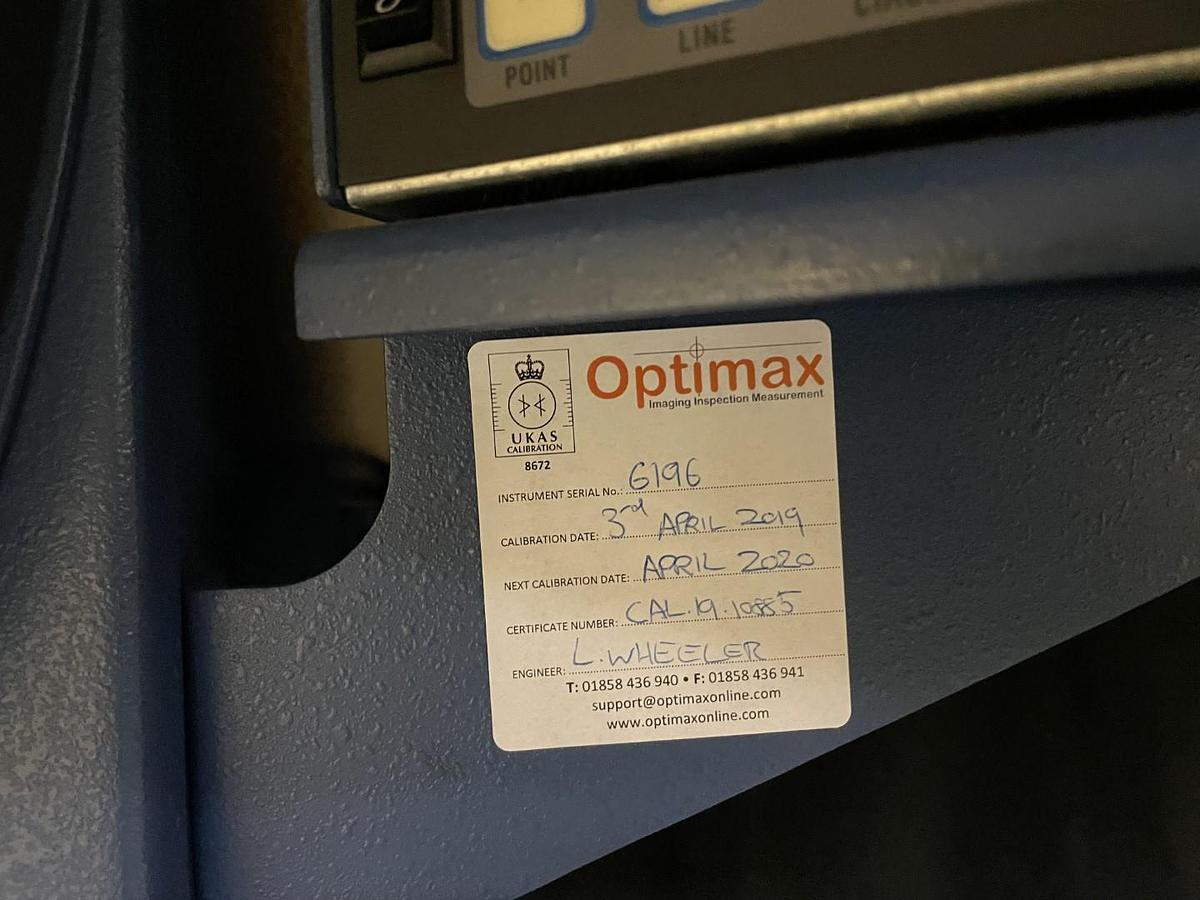 POINT
LINE
Optimax
Imaging Inspection Measurement
UKAS
CALIBRATION
8672
INSTRUMENT SERIAL No.: 6196
CALIBRATION DATE: 3rd APRIL 2019
NEXT CALIBRATION DATE: APRIL 2020
CERTIFICATE NUMBER: CAL.19.10885
ENGINEER: L. WHEELER
T: 01858 436 940 • F: 01858 436 941
support@optimaxonline.com
www.optimaxonline.com